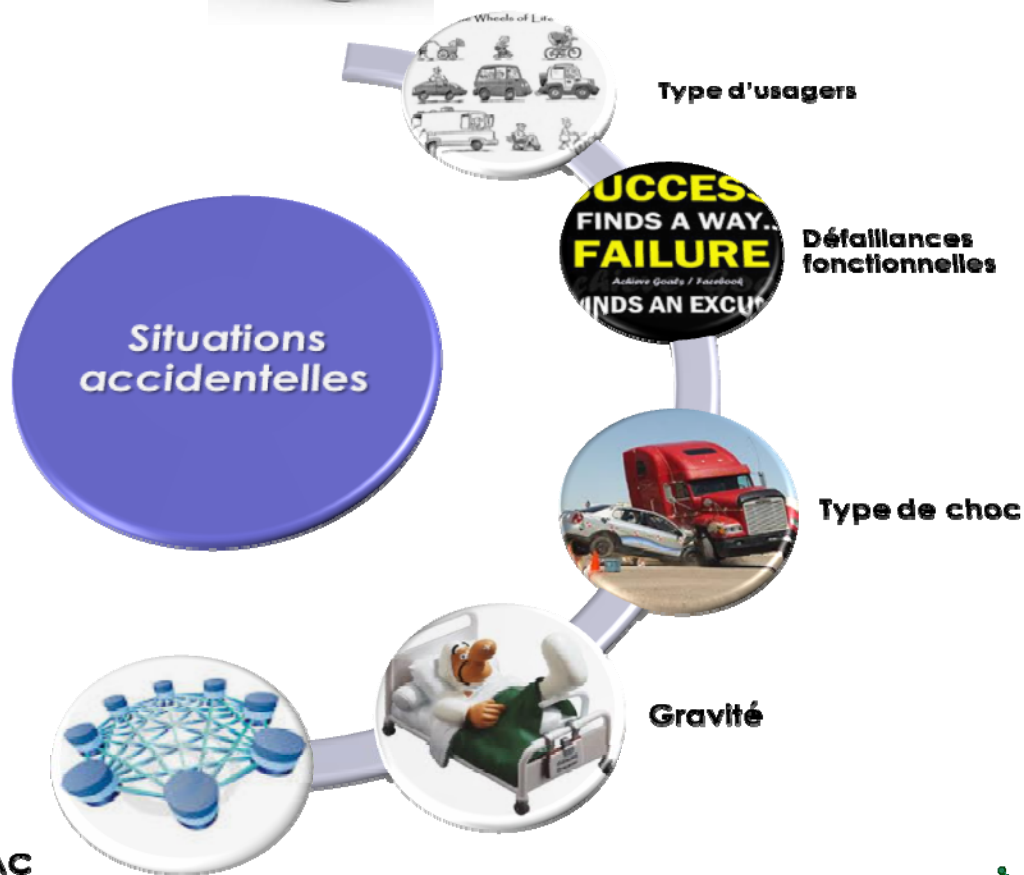 Wheels of Life
Type d'usagers
SUCCESS
FINDS A WAY..
FAILURE
Achieve Goals / Facebook
FINDS AN EXCU
Défaillances
fonctionnelles
Situations
accidentelles
Type de choc
Gravité
AC